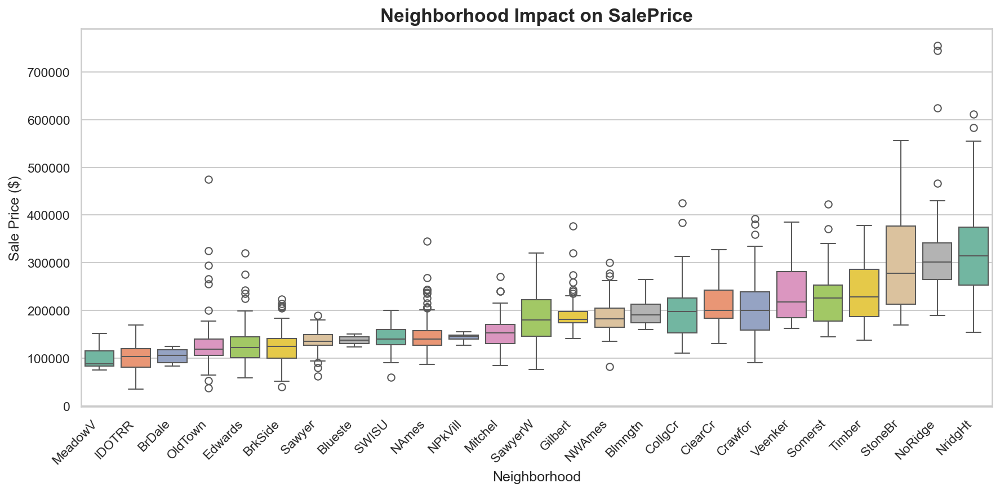 Neighborhood Impact on SalePrice
Sale Price ($)
700000
600000
500000
400000
300000
200000
100000
0
MeadowV
IDOTRR
BrDale
OldTown
Edwards
BrkSide
Sawyer
Blueste
SWISU
NAmes
NPkVill
Mitchel
SawyerW
Gilbert
NWAmes
Blmngtn
CollgCr
ClearCr
Crawfor
Veenker
Somerst
Timber
StoneBr
NoRidge
NridgHt
Neighborhood